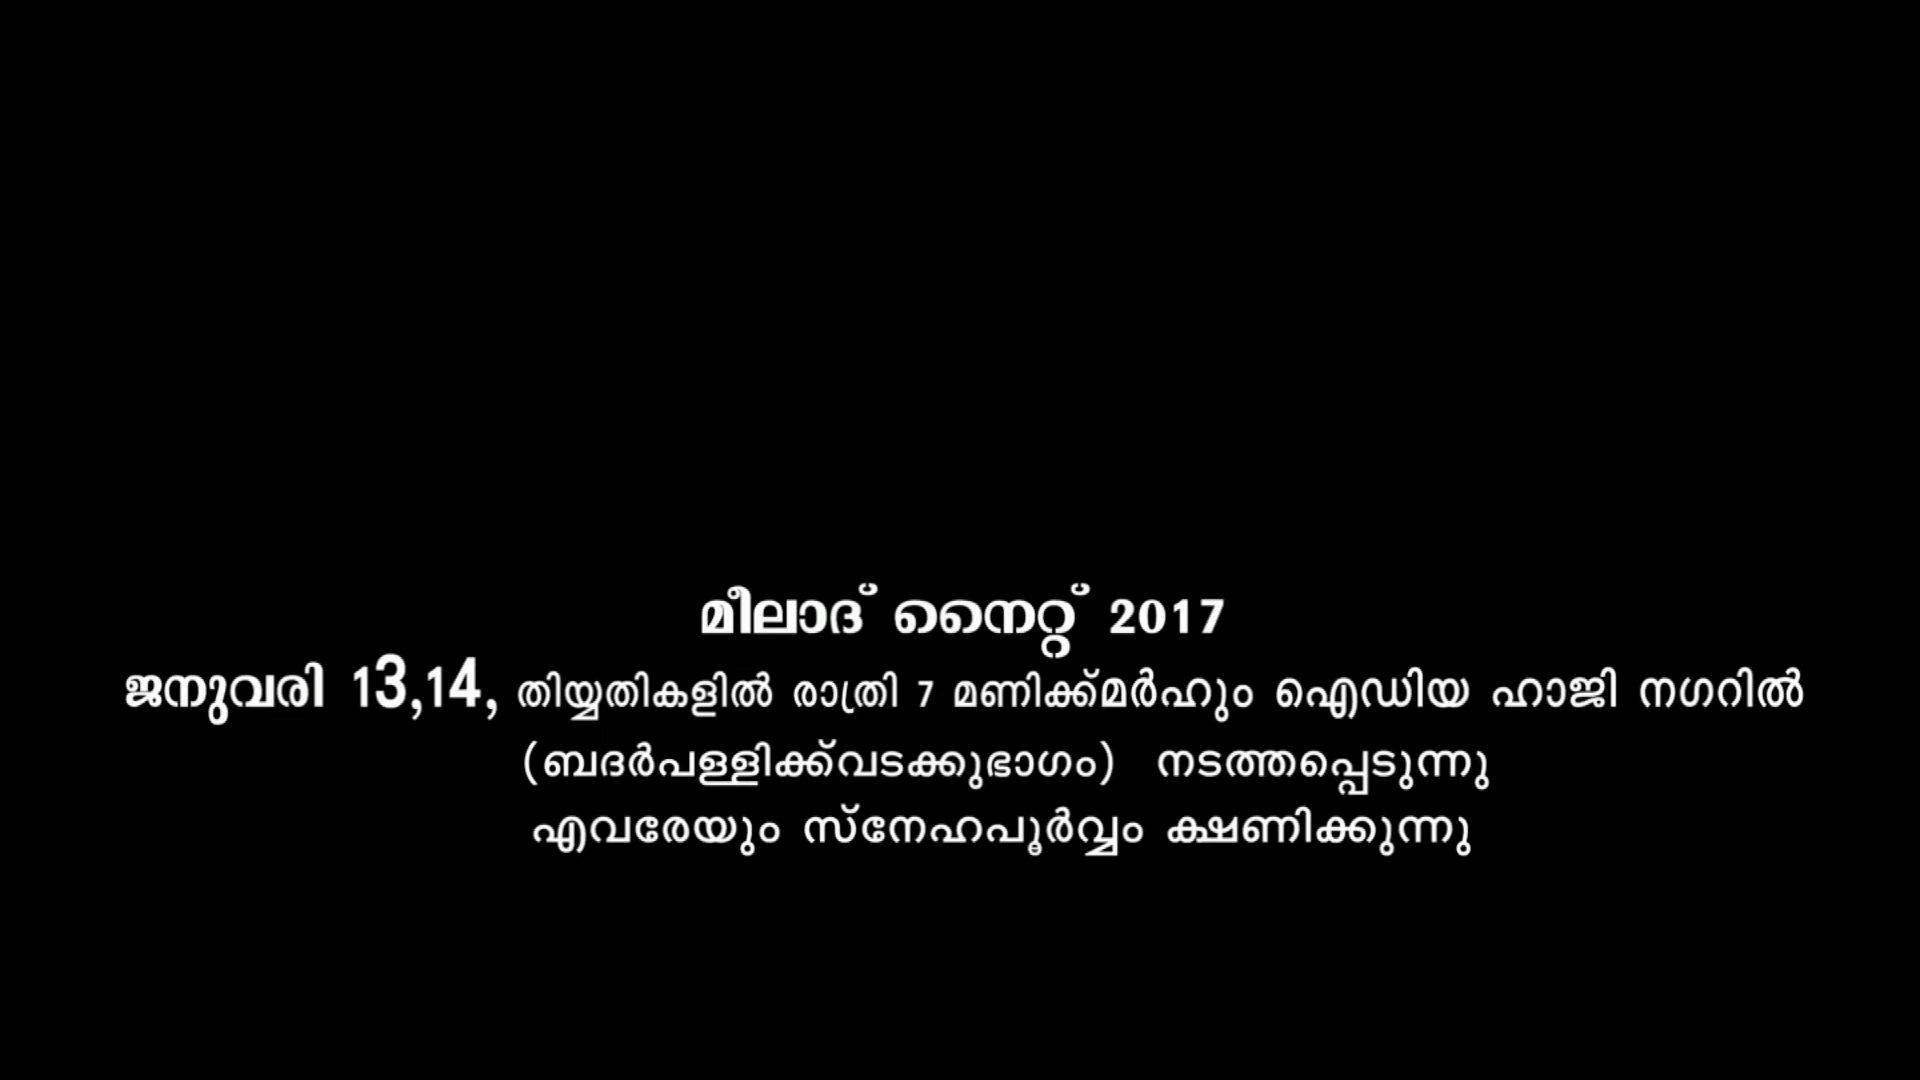 മീലാദ് നൈറ്റ് 2017
ജനുവരി 13,14, തിയ്യതികളിൽ രാത്രി 7 മണിക്ക്മർഹും ഐഡിയ ഹാജി നഗറിൽ
(ബദർപള്ളിക്ക്വടക്കുഭാഗം) നടത്തപ്പെടുന്നു
എവരേയും സ്നേഹപൂർവ്വം ക്ഷണിക്കുന്നു